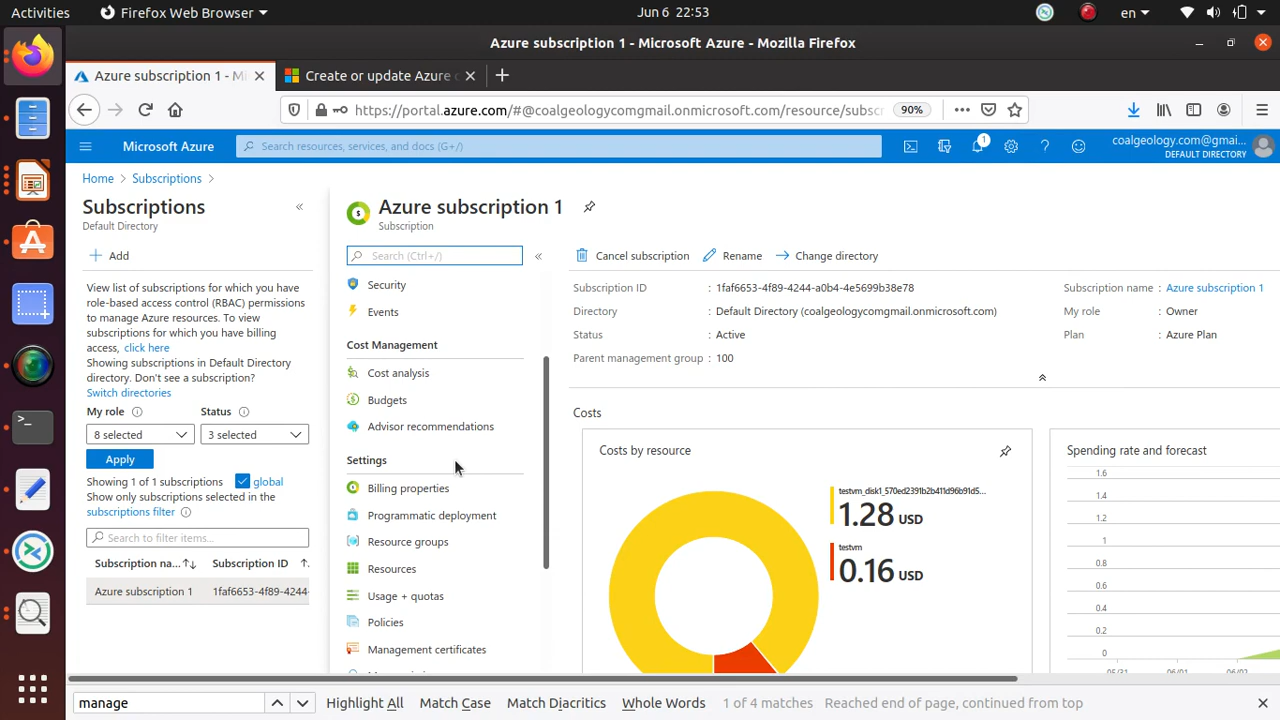 Activities
Firefox Web Browser
Jun 6 22:53
en
Azure subscription 1 - Microsoft Azure - Mozilla Firefox
Azure subscription 1 - Mi
Create or update Azure c
https://portal.azure.com/#@coalgeologycomgmail.onmicrosoft.com/resource/subsc
90%
Microsoft Azure
Search resources, services, and docs (G+/)
1
coalgeology.com@gmai...
DEFAULT DIRECTORY
Home
Subscriptions
Subscriptions
Default Directory
Add
View list of subscriptions for which you have
role-based access control (RBAC) permissions
to manage Azure resources. To view
subscriptions for which you have billing
access, click here
Showing subscriptions in Default Directory
directory. Don't see a subscription?
Switch directories
My role
Status
8 selected
3 selected
Apply
Showing 1 of 1 subscriptions
global
Show only subscriptions selected in the
subscriptions filter
Search to filter items...
Subscription na...
Subscription ID
Azure subscription 1
1faf6653-4f89-4244-
Azure subscription 1
Subscription
Search (Ctrl+/)
Security
Events
Cost Management
Cost analysis
Budgets
Advisor recommendations
Settings
Billing properties
Programmatic deployment
Resource groups
Resources
Usage + quotas
Policies
Management certificates
Cancel subscription
Rename
Change directory
Subscription ID : 1faf6653-4f89-4244-a0b4-4e5699b38e78
Directory : Default Directory (coalgeologycomgmail.onmicrosoft.com)
Status : Active
Parent management group : 100
Subscription name : Azure subscription 1
My role : Owner
Plan : Azure Plan
Costs
Costs by resource
testvm_disk1_570ed2391b2b411d96b91d5...
1.28 USD
testvm
0.16 USD
Spending rate and forecast
1.6
1.4
1.2
1
0.8
0.6
0.4
0.2
0
05/31
06/01
06/02
manage
Highlight All
Match Case
Match Diacritics
Whole Words
1 of 4 matches
Reached end of page, continued from top